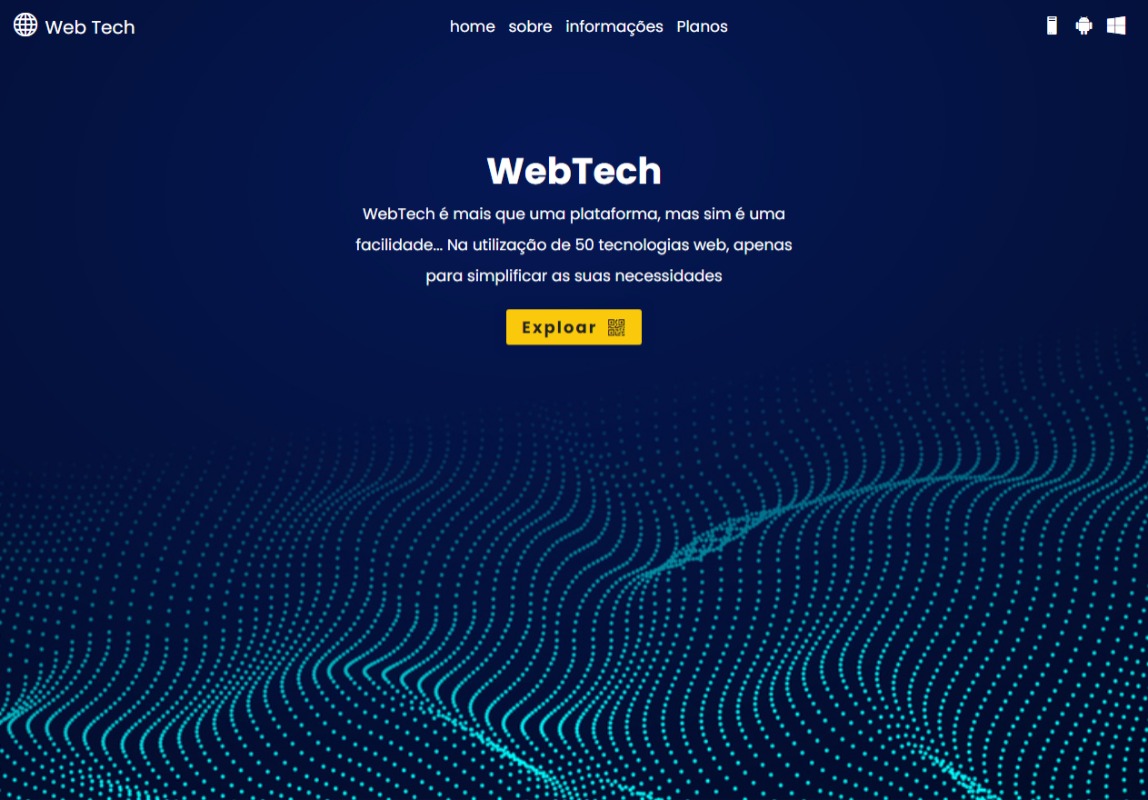 Web Tech
home sobre informações Planos
WebTech
WebTech é mais que uma plataforma, mas sim é uma
facilidade... Na utilização de 50 tecnologias web, apenas
para simplificar as suas necessidades
Exploar